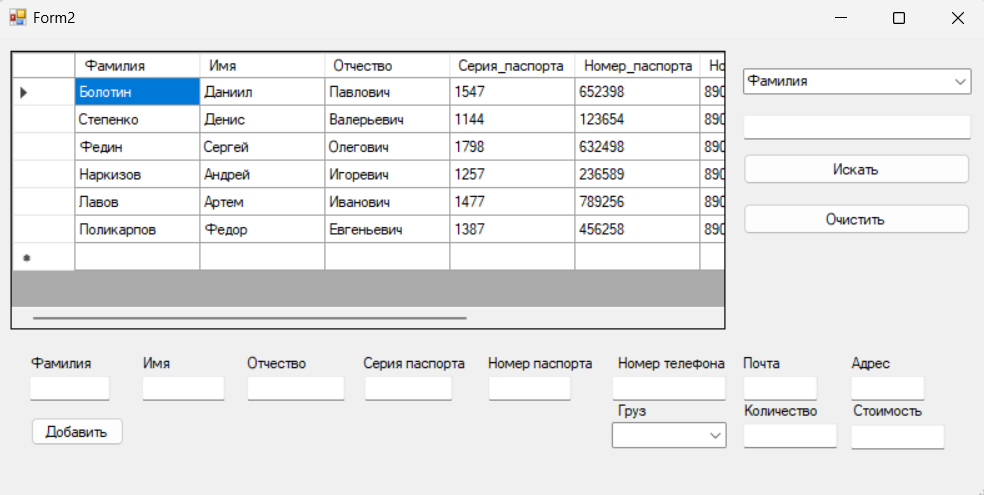 Form2
Фамилия Имя Отчество Серия_паспорта Номер_паспорта Но
Болотин Даниил Павлович 1547 652398 890
Степенко Денис Валерьевич 1144 123654 890
Федин Сергей Олегович 1798 632498 890
Наркизов Андрей Игоревич 1257 236589 890
Лавов Артем Иванович 1477 789256 890
Поликарпов Федор Евгеньевич 1387 456258 890
Фамилия
Искать
Очистить
Фамилия Имя Отчество Серия паспорта Номер паспорта Номер телефона Почта Адрес
Груз Количество Стоимость
Добавить